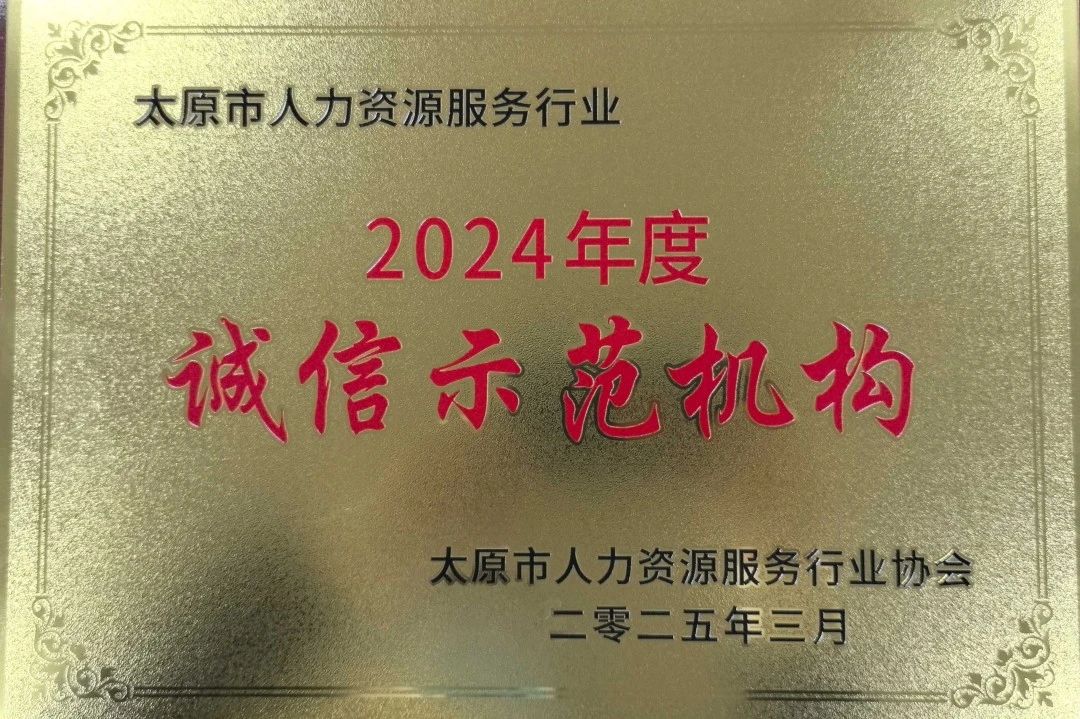 太原市人力资源服务行业
2024年度
诚信示范机构
太原市人力资源服务行业协会
二零二五年三月